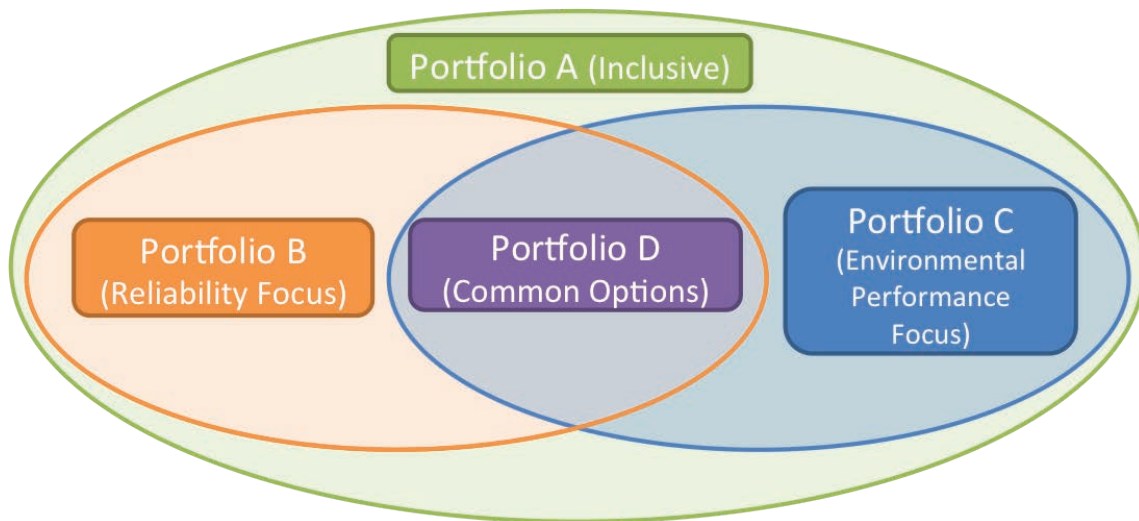 Portfolio A (Inclusive)
Portfolio B
(Reliability Focus)
Portfolio D
(Common Options)
Portfolio C
(Environmental
Performance
Focus)